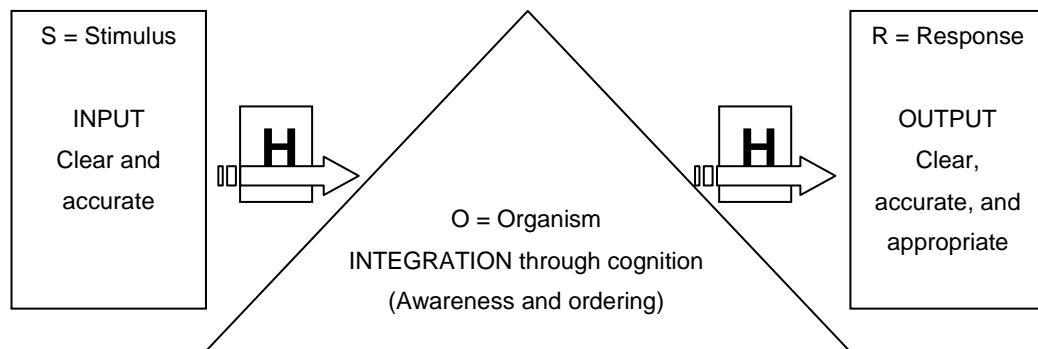 S = Stimulus
INPUT
Clear and
accurate
H
O = Organism
INTEGRATION through cognition
(Awareness and ordering)
H
R = Response
OUTPUT
Clear,
accurate, and
appropriate